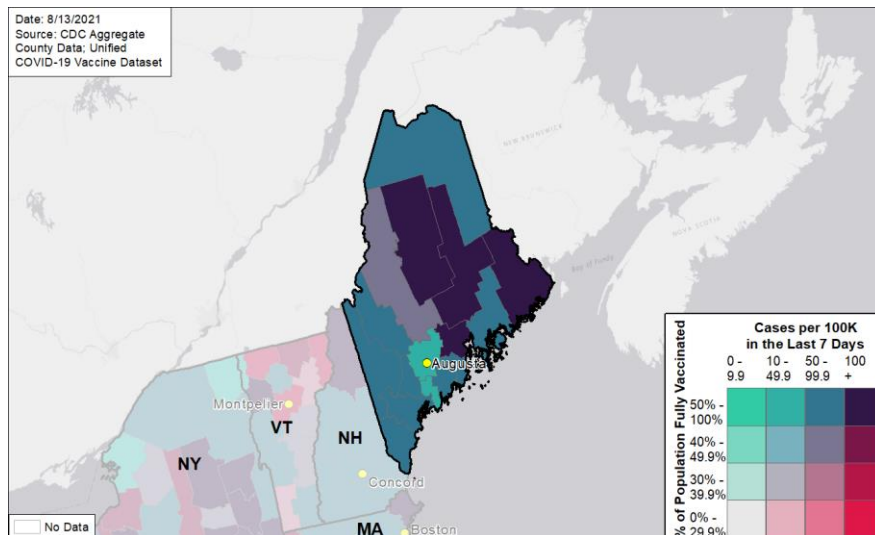 Date: 8/13/2021
Source: CDC Aggregate
County Data; Unified
COVID-19 Vaccine Dataset
NEW BRUNSWICK
NOVA SCOTIA
Bay of Fundy
Augusta
Montpelier
VT
NH
NY
Concord
MA
Boston
No Data
% of Population Fully Vaccinated
Cases per 100K
in the Last 7 Days
0 - 10 - 50 - 100
9.9 49.9 99.9 +
50% -
100%
40% -
49.9%
30% -
39.9%
0% -
29.9%